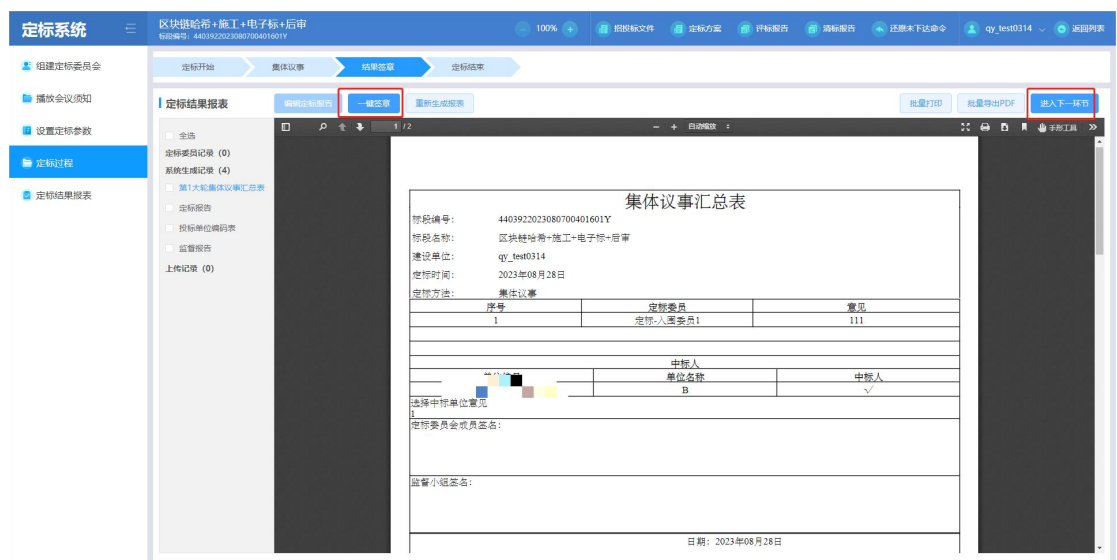 定标系统
区块链哈希+施工+电子标+后审
标段编号：4403922023080700401601Y
100%
招投标文件
定标方案
评标报告
清标报告
还原未下达命令
qy_test0314
返回列表
组建定标委员会
播放会议须知
设置定标参数
定标过程
定标结果报表
定标开始
集体议事
结果签章
定标结束
定标结果报表
编辑定标报告
一键签章
重新生成报表
批量打印
批量导出PDF
进入下一环节
全选
定标委员记录 (0)
系统生成记录 (4)
第1大轮集体议事汇总表
定标报告
投标单位编码表
监督报告
上传记录 (0)
1 /2
自动缩放
手形工具
集体议事汇总表
标段编号: 4403922023080700401601Y
标段名称: 区块链哈希+施工+电子标+后审
建设单位: qy_test0314
定标时间: 2023年08月28日
定标方法: 集体议事
序号 定标委员 意见
1 定标-入围委员1 111
中标人
单位名称 中标人
B √
选择中标单位意见
1
定标委员会成员签名:
监督小组签名:
日期: 2023年08月28日